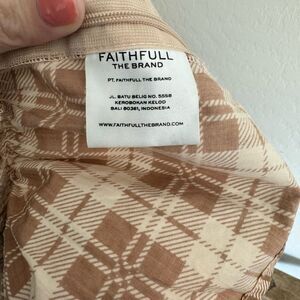 FAITHFULL
THE BRAND
PT. FAITHFULL THE BRAND
JL. BATU BELIG NO. 555B
KEROBOKAN KELOD
BALI 80361, INDONESIA
WWW.FAITHFULLTHEBRAND.COM